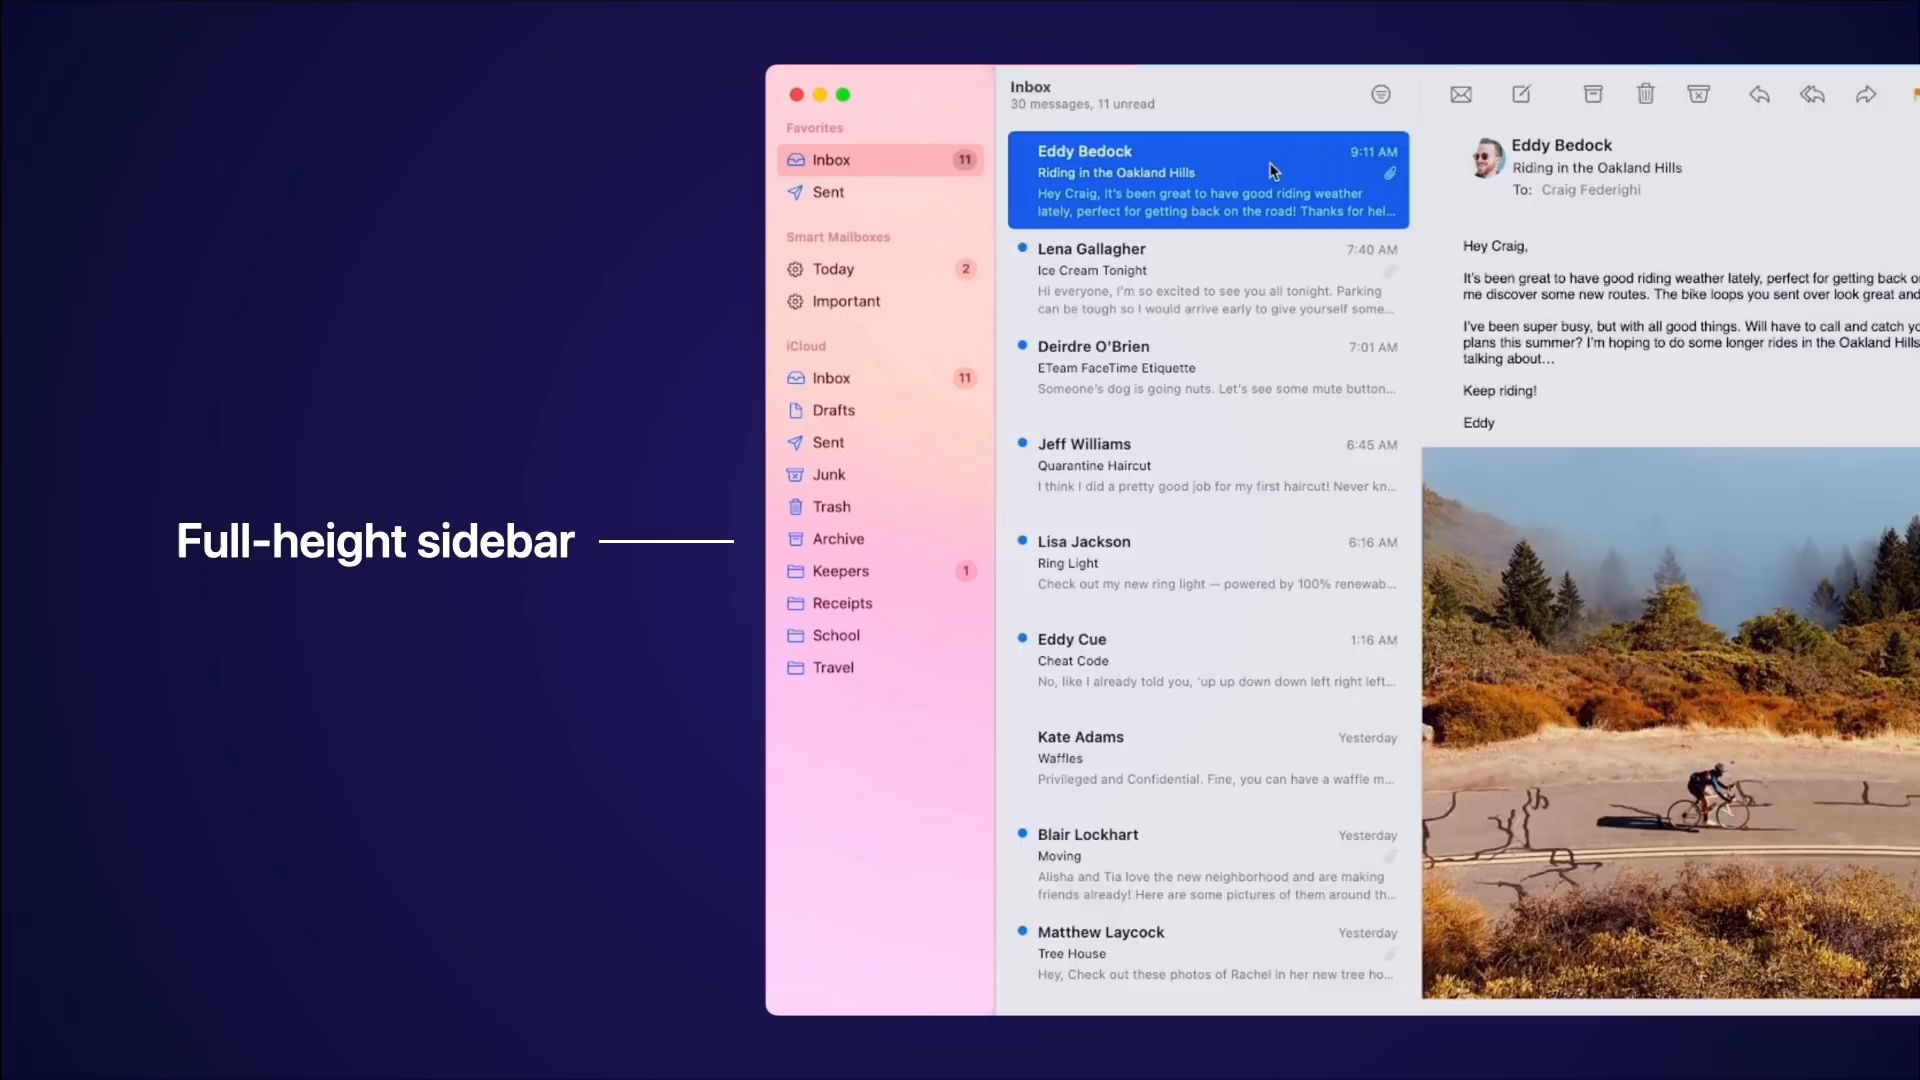 Full-height sidebar
Favorites
Inbox 11
Sent
Smart Mailboxes
Today 2
Important
iCloud
Inbox 11
Drafts
Sent
Junk
Trash
Archive
Keepers 1
Receipts
School
Travel
Inbox
30 messages, 11 unread
Eddy Bedock 9:11 AM
Riding in the Oakland Hills
Hey Craig, It's been great to have good riding weather
lately, perfect for getting back on the road! Thanks for hel...
Lena Gallagher 7:40 AM
Ice Cream Tonight
Hi everyone, I'm so excited to see you all tonight. Parking
can be tough so I would arrive early to give yourself some...
Deirdre O'Brien 7:01 AM
ETeam FaceTime Etiquette
Someone's dog is going nuts. Let's see some mute button...
Jeff Williams 6:45 AM
Quarantine Haircut
I think I did a pretty good job for my first haircut! Never kn...
Lisa Jackson 6:16 AM
Ring Light
Check out my new ring light — powered by 100% renewab...
Eddy Cue 1:16 AM
Cheat Code
No, like I already told you, 'up up down down left right left...
Kate Adams Yesterday
Waffles
Privileged and Confidential. Fine, you can have a waffle m...
Blair Lockhart Yesterday
Moving
Alisha and Tia love the new neighborhood and are making
friends already! Here are some pictures of them around th...
Matthew Laycock Yesterday
Tree House
Hey, Check out these photos of Rachel in her new tree ho...
Eddy Bedock
Riding in the Oakland Hills
To: Craig Federighi
Hey Craig,
It's been great to have good riding weather lately, perfect for getting back o
me discover some new routes. The bike loops you sent over look great and
I've been super busy, but with all good things. Will have to call and catch yo
plans this summer? I'm hoping to do some longer rides in the Oakland Hills
talking about...
Keep riding!
Eddy